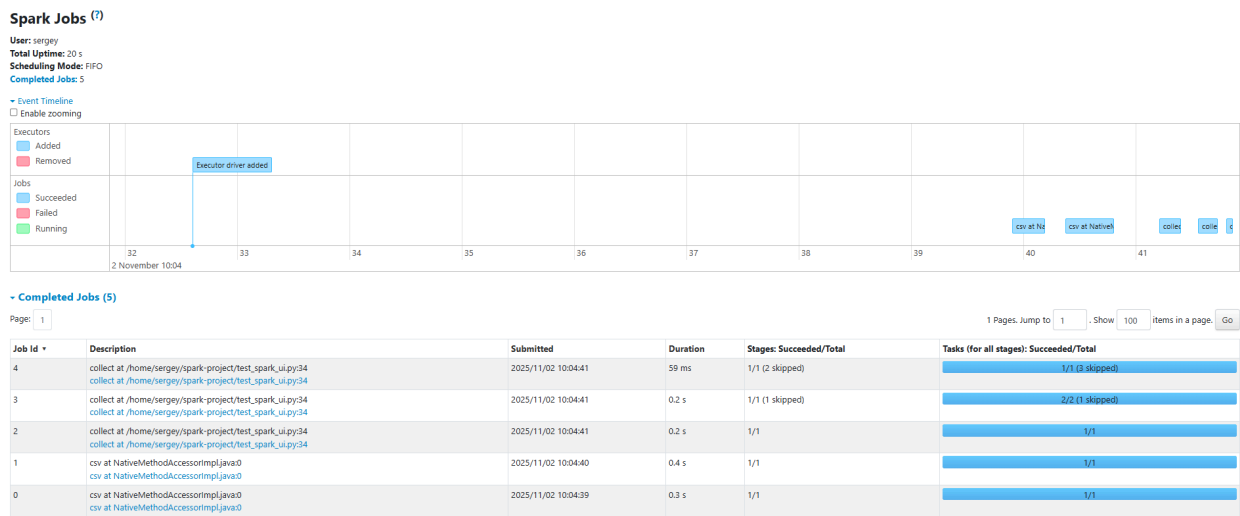 Spark Jobs (?)
User: sergey
Total Uptime: 20 s
Scheduling Mode: FIFO
Completed Jobs: 5
Event Timeline
Enable zooming
Executors
Added
Removed
Executor driver added
Jobs
Succeeded
Failed
Running
csv at Na csv at NativeM collec colle c
32 33 34 35 36 37 38 39 40 41
2 November 10:04
Completed Jobs (5)
Page: 1 1 Pages. Jump to 1 . Show 100 items in a page. Go
Job Id ▾ Description Submitted Duration Stages: Succeeded/Total Tasks (for all stages): Succeeded/Total
4 collect at /home/sergey/spark-project/test_spark_ui.py:34 2025/11/02 10:04:41 59 ms 1/1 (2 skipped) 1/1 (3 skipped)
collect at /home/sergey/spark-project/test_spark_ui.py:34
3 collect at /home/sergey/spark-project/test_spark_ui.py:34 2025/11/02 10:04:41 0.2 s 1/1 (1 skipped) 2/2 (1 skipped)
collect at /home/sergey/spark-project/test_spark_ui.py:34
2 collect at /home/sergey/spark-project/test_spark_ui.py:34 2025/11/02 10:04:41 0.2 s 1/1 1/1
collect at /home/sergey/spark-project/test_spark_ui.py:34
1 csv at NativeMethodAccessorImpl.java:0 2025/11/02 10:04:40 0.4 s 1/1 1/1
csv at NativeMethodAccessorImpl.java:0
0 csv at NativeMethodAccessorImpl.java:0 2025/11/02 10:04:39 0.3 s 1/1 1/1
csv at NativeMethodAccessorImpl.java:0